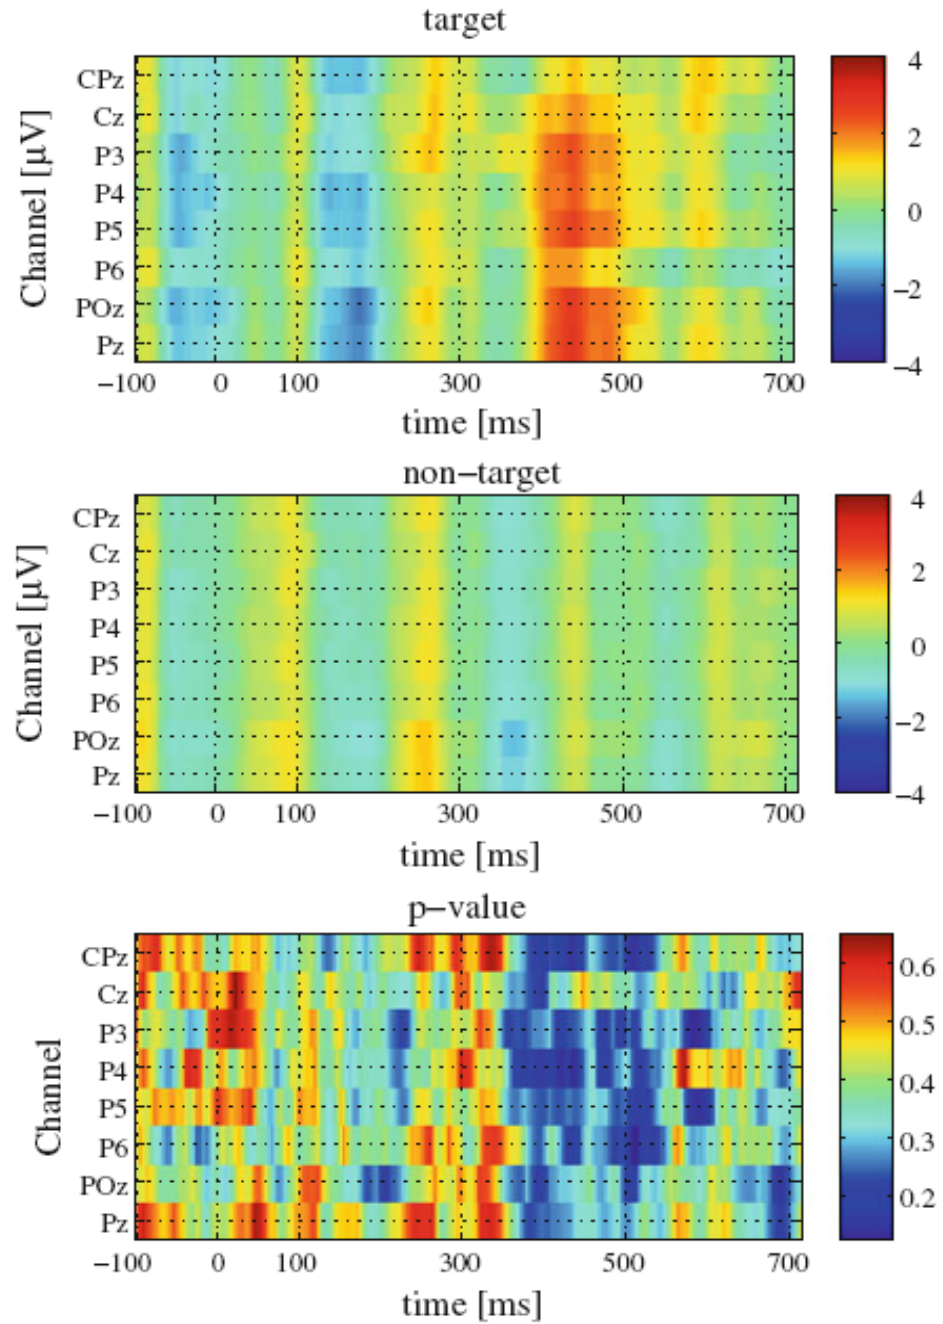 target
Channel [µV]
CPz
Cz
P3
P4
P5
P6
POz
Pz
4
2
0
−2
−4
−100 0 100 300 500 700
time [ms]
non−target
Channel [µV]
CPz
Cz
P3
P4
P5
P6
POz
Pz
4
2
0
−2
−4
−100 0 100 300 500 700
time [ms]
p−value
Channel
CPz
Cz
P3
P4
P5
P6
POz
Pz
0.6
0.5
0.4
0.3
0.2
−100 0 100 300 500 700
time [ms]